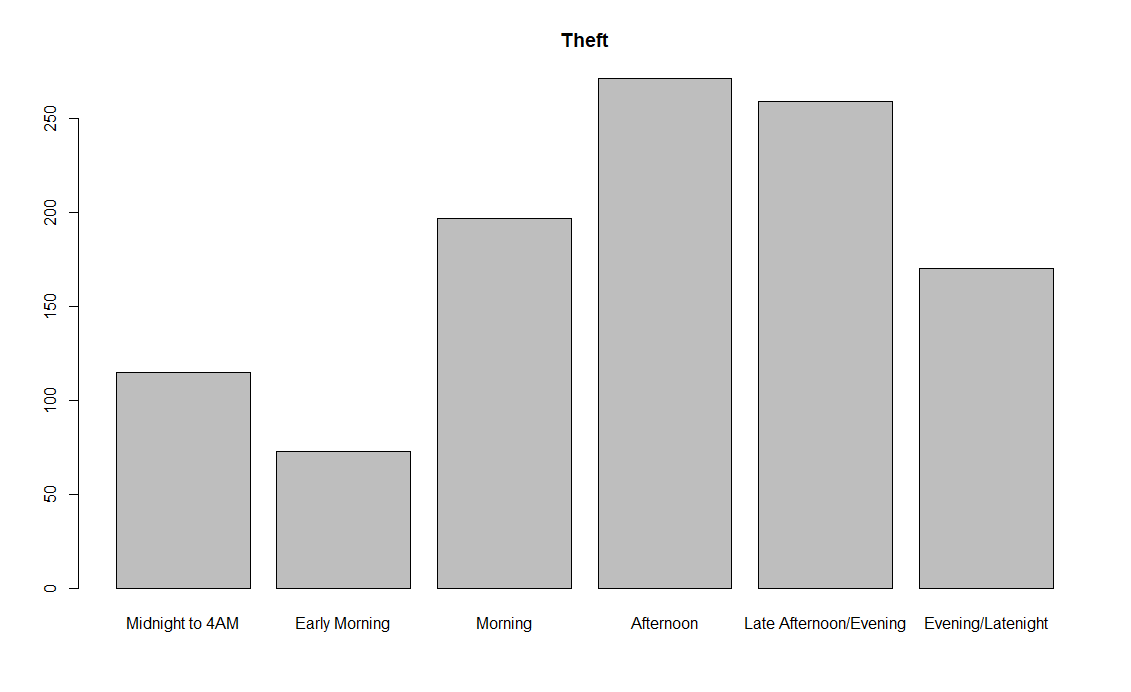 Theft
250
200
150
100
50
0
Midnight to 4AM
Early Morning
Morning
Afternoon
Late Afternoon/Evening
Evening/Latenight